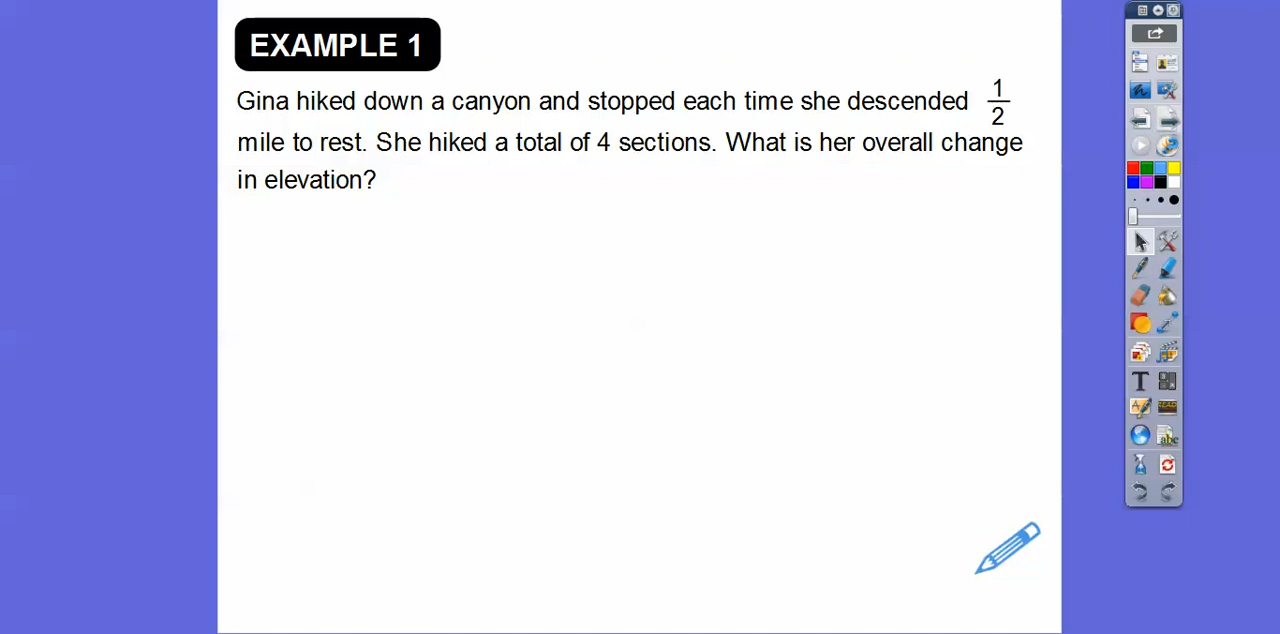 EXAMPLE 1
Gina hiked down a canyon and stopped each time she descended 1/2
mile to rest. She hiked a total of 4 sections. What is her overall change
in elevation?